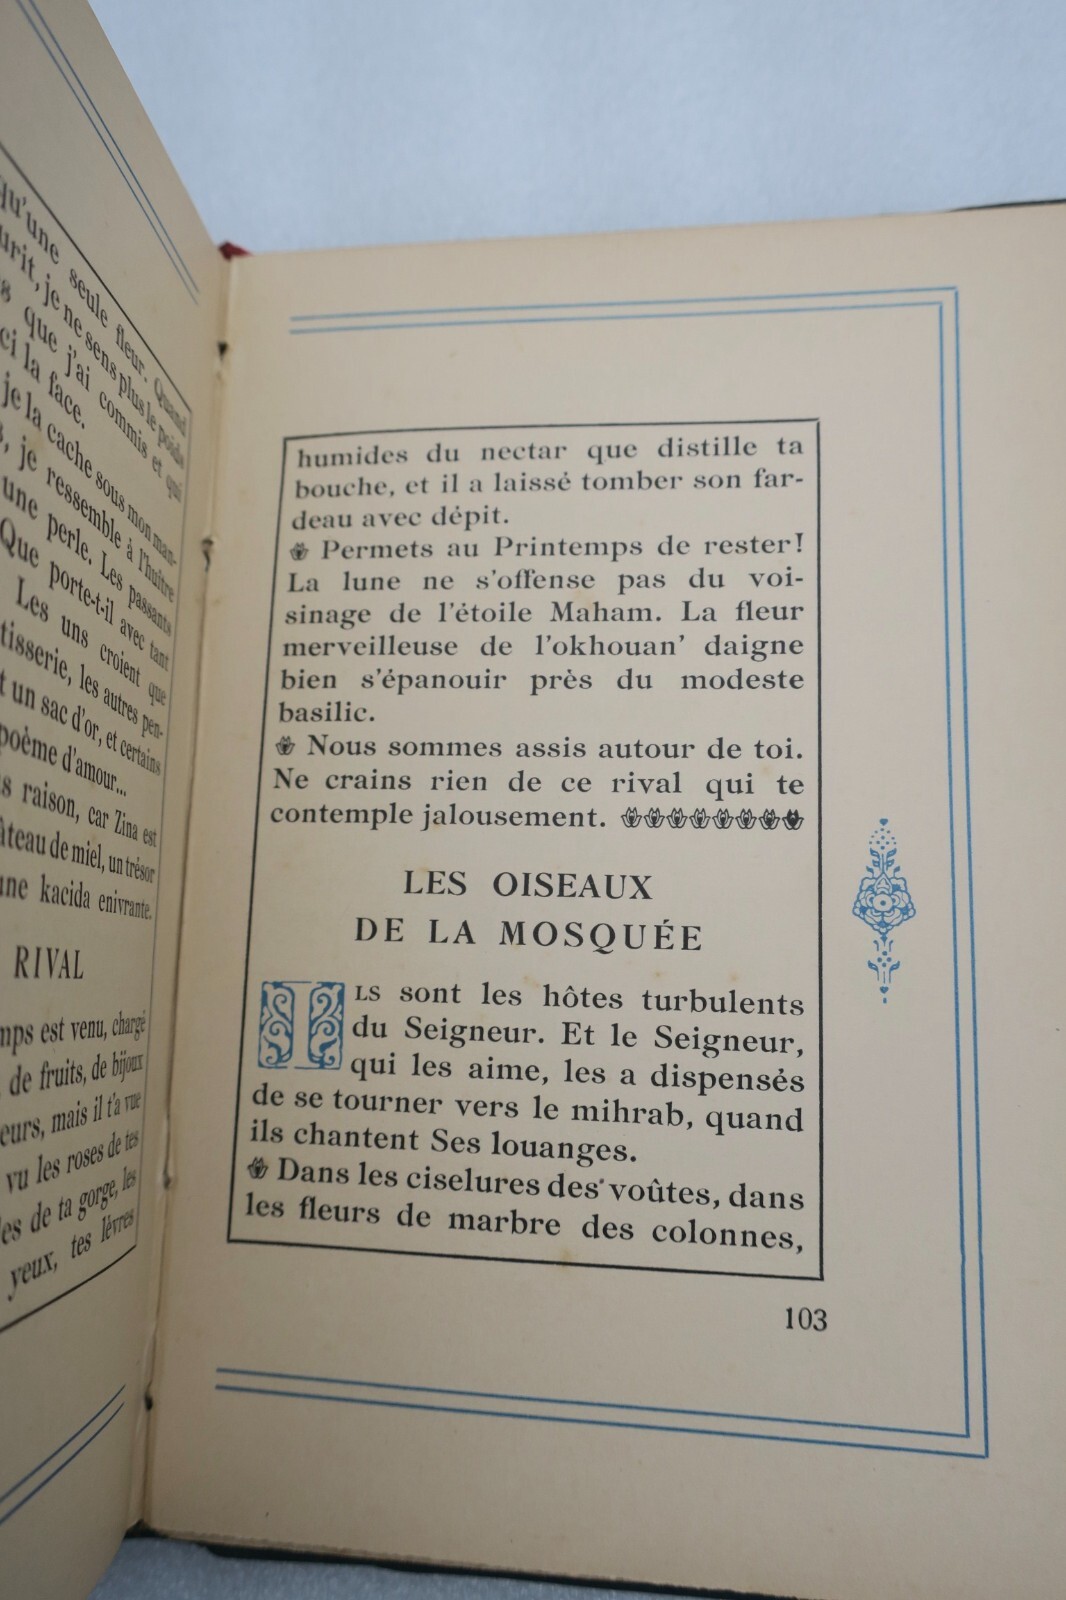 qu'une seule fleur. Quand
je ne sens plus le poids
que j'ai commis et qui
la face.
je la cache sous mon man-
je ressemble à l'huître
une perle. Les passants
Que porte-t-il avec tant
Les uns croient que
les autres pen-
un sac d'or, et certains
poème d'amour...
raison, car Zina est
de miel, un trésor
kacida enivrante.
RIVAL
est venu, chargé
de fruits, de bijoux
mais il t'a vue
vu les roses de tes
de ta gorge, les
yeux, tes lèvres
humides du nectar que distille ta
bouche, et il a laissé tomber son far-
deau avec dépit.
Permets au Printemps de rester!
La lune ne s'offense pas du voi-
sinage de l'étoile Maham. La fleur
merveilleuse de l'okhouan' daigne
bien s'épanouir près du modeste
basilic.
Nous sommes assis autour de toi.
Ne crains rien de ce rival qui te
contemple jalousement.
LES OISEAUX
DE LA MOSQUÉE
ILS sont les hôtes turbulents
du Seigneur. Et le Seigneur,
qui les aime, les a dispensés
de se tourner vers le mihrab, quand
ils chantent Ses louanges.
Dans les ciselures des voûtes, dans
les fleurs de marbre des colonnes,
103